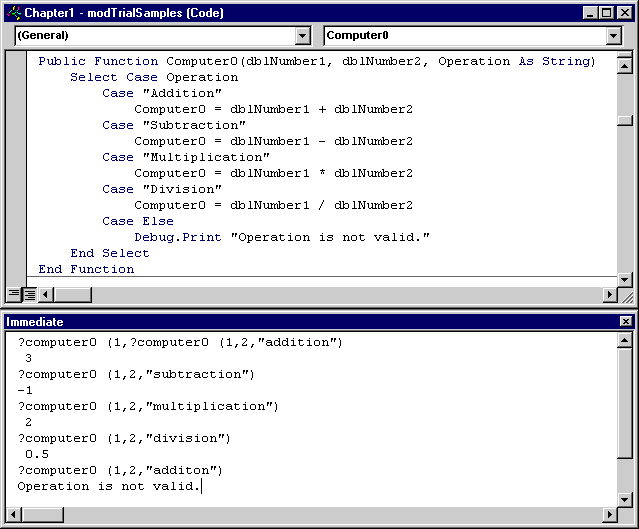 Chapter1 - modTrialSamples (Code)
(General) Computer0
Public Function Computer0(dblNumber1, dblNumber2, Operation As String)
Select Case Operation
Case "Addition"
Computer0 = dblNumber1 + dblNumber2
Case "Subtraction"
Computer0 = dblNumber1 - dblNumber2
Case "Multiplication"
Computer0 = dblNumber1 * dblNumber2
Case "Division"
Computer0 = dblNumber1 / dblNumber2
Case Else
Debug.Print "Operation is not valid."
End Select
End Function
Immediate
?computer0 (1,?computer0 (1,2,"addition")
3
?computer0 (1,2,"subtraction")
-1
?computer0 (1,2,"multiplication")
2
?computer0 (1,2,"division")
0.5
?computer0 (1,2,"additon")
Operation is not valid.